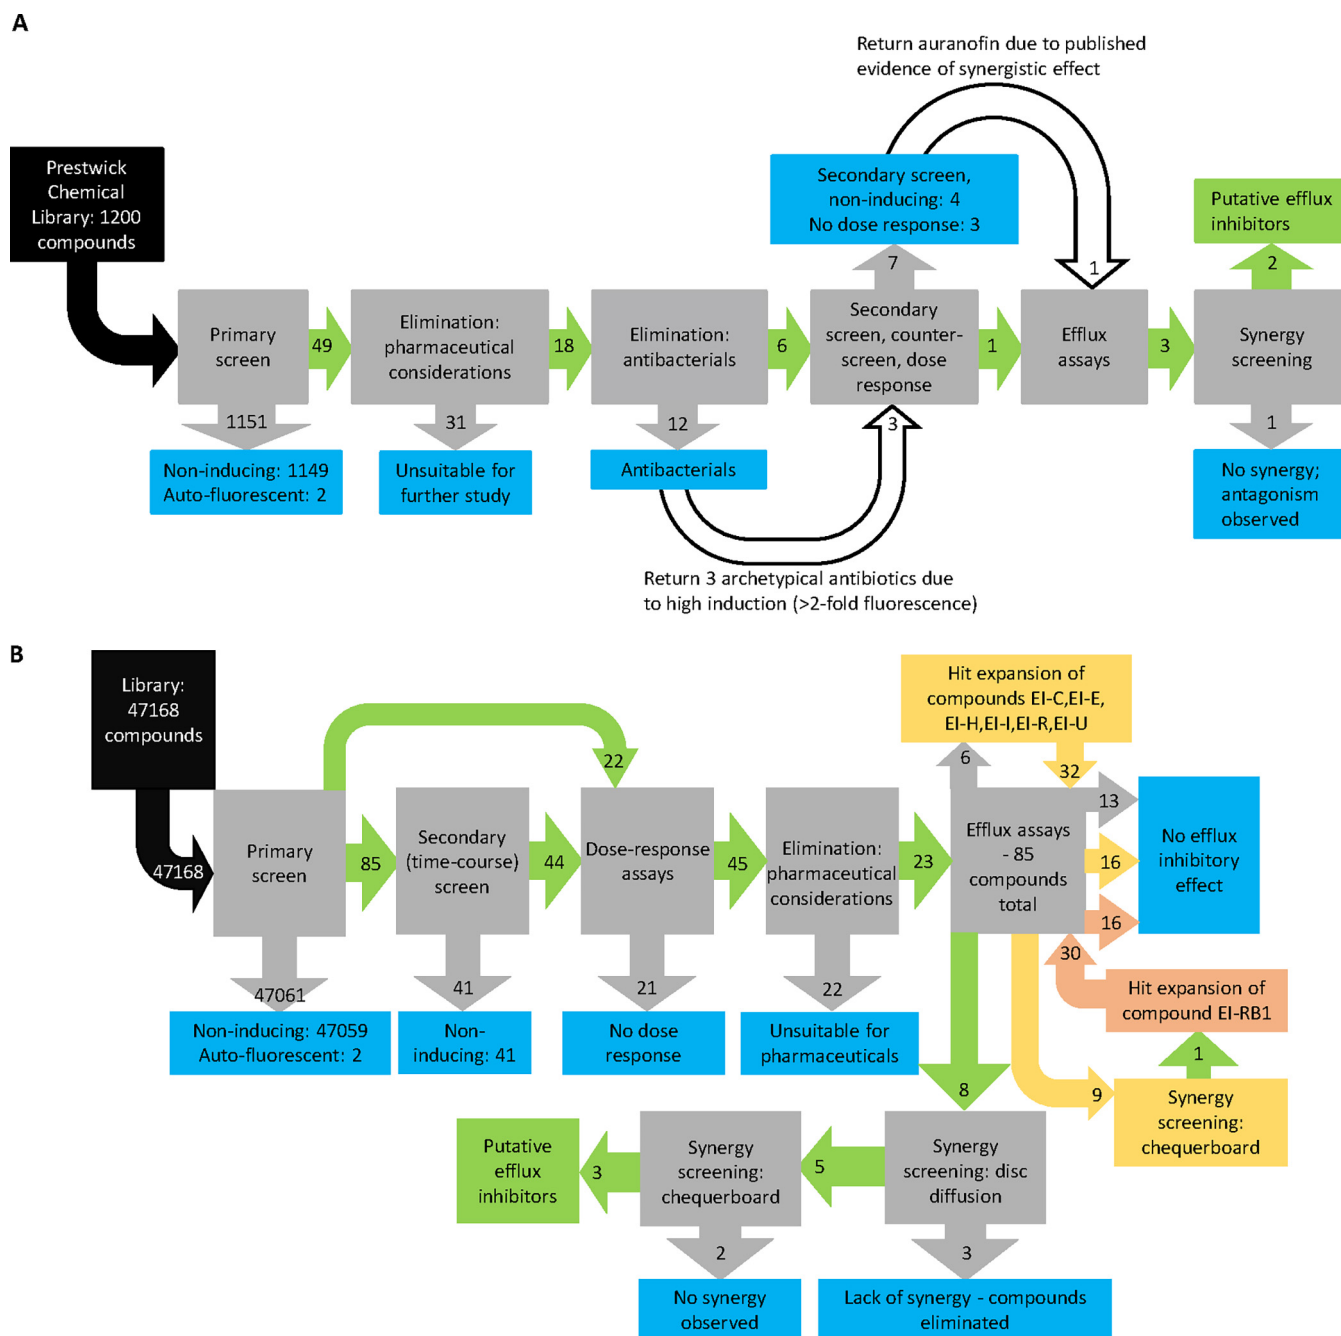 A
Return auranofin due to published
evidence of synergistic effect
Prestwick
Chemical
Library: 1200
compounds
Secondary screen,
non-inducing: 4
No dose response: 3
Putative efflux
inhibitors
7
1
2
Primary
screen
49
Elimination:
pharmaceutical
considerations
18
Elimination:
antibacterials
6
Secondary
screen, counter-
screen, dose
response
1
Efflux
assays
3
Synergy
screening
1151
31
12
3
1
Non-inducing: 1149
Auto-fluorescent: 2
Unsuitable for
further study
Antibacterials
No synergy;
antagonism
observed
Return 3 archetypical antibiotics due
to high induction (>2-fold fluorescence)
B
Library:
47168
compounds
Hit expansion of
compounds EI-C,EI-E,
EI-H,EI-I,EI-R,EI-U
22
6
32
47168
Primary
screen
85
Secondary
(time-course)
screen
44
Dose-response
assays
45
Elimination:
pharmaceutical
considerations
23
Efflux assays
- 85
compounds
total
13
16
16
No efflux
inhibitory
effect
30
47061
41
21
22
Non-inducing: 47059
Auto-fluorescent: 2
Non-
inducing: 41
No dose
response
Unsuitable for
pharmaceuticals
Hit expansion of
compound EI-RB1
1
8
9
Synergy
screening:
chequerboard
Putative
efflux
inhibitors
3
Synergy
screening:
chequerboard
5
Synergy
screening: disc
diffusion
2
3
No synergy
observed
Lack of synergy - compounds
eliminated